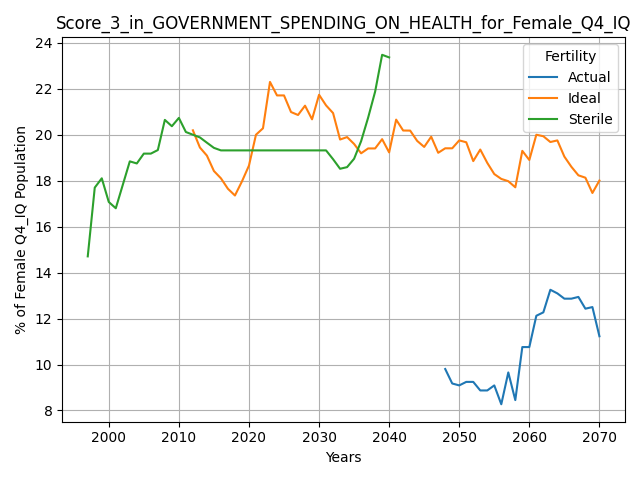 Score_3_in_GOVERNMENT_SPENDING_ON_HEALTH_for_Female_Q4_IQ
24
22
20
18
16
14
12
10
8
% of Female Q4_IQ Population
Fertility
Actual
Ideal
Sterile
2000
2010
2020
2030
2040
2050
2060
2070
Years